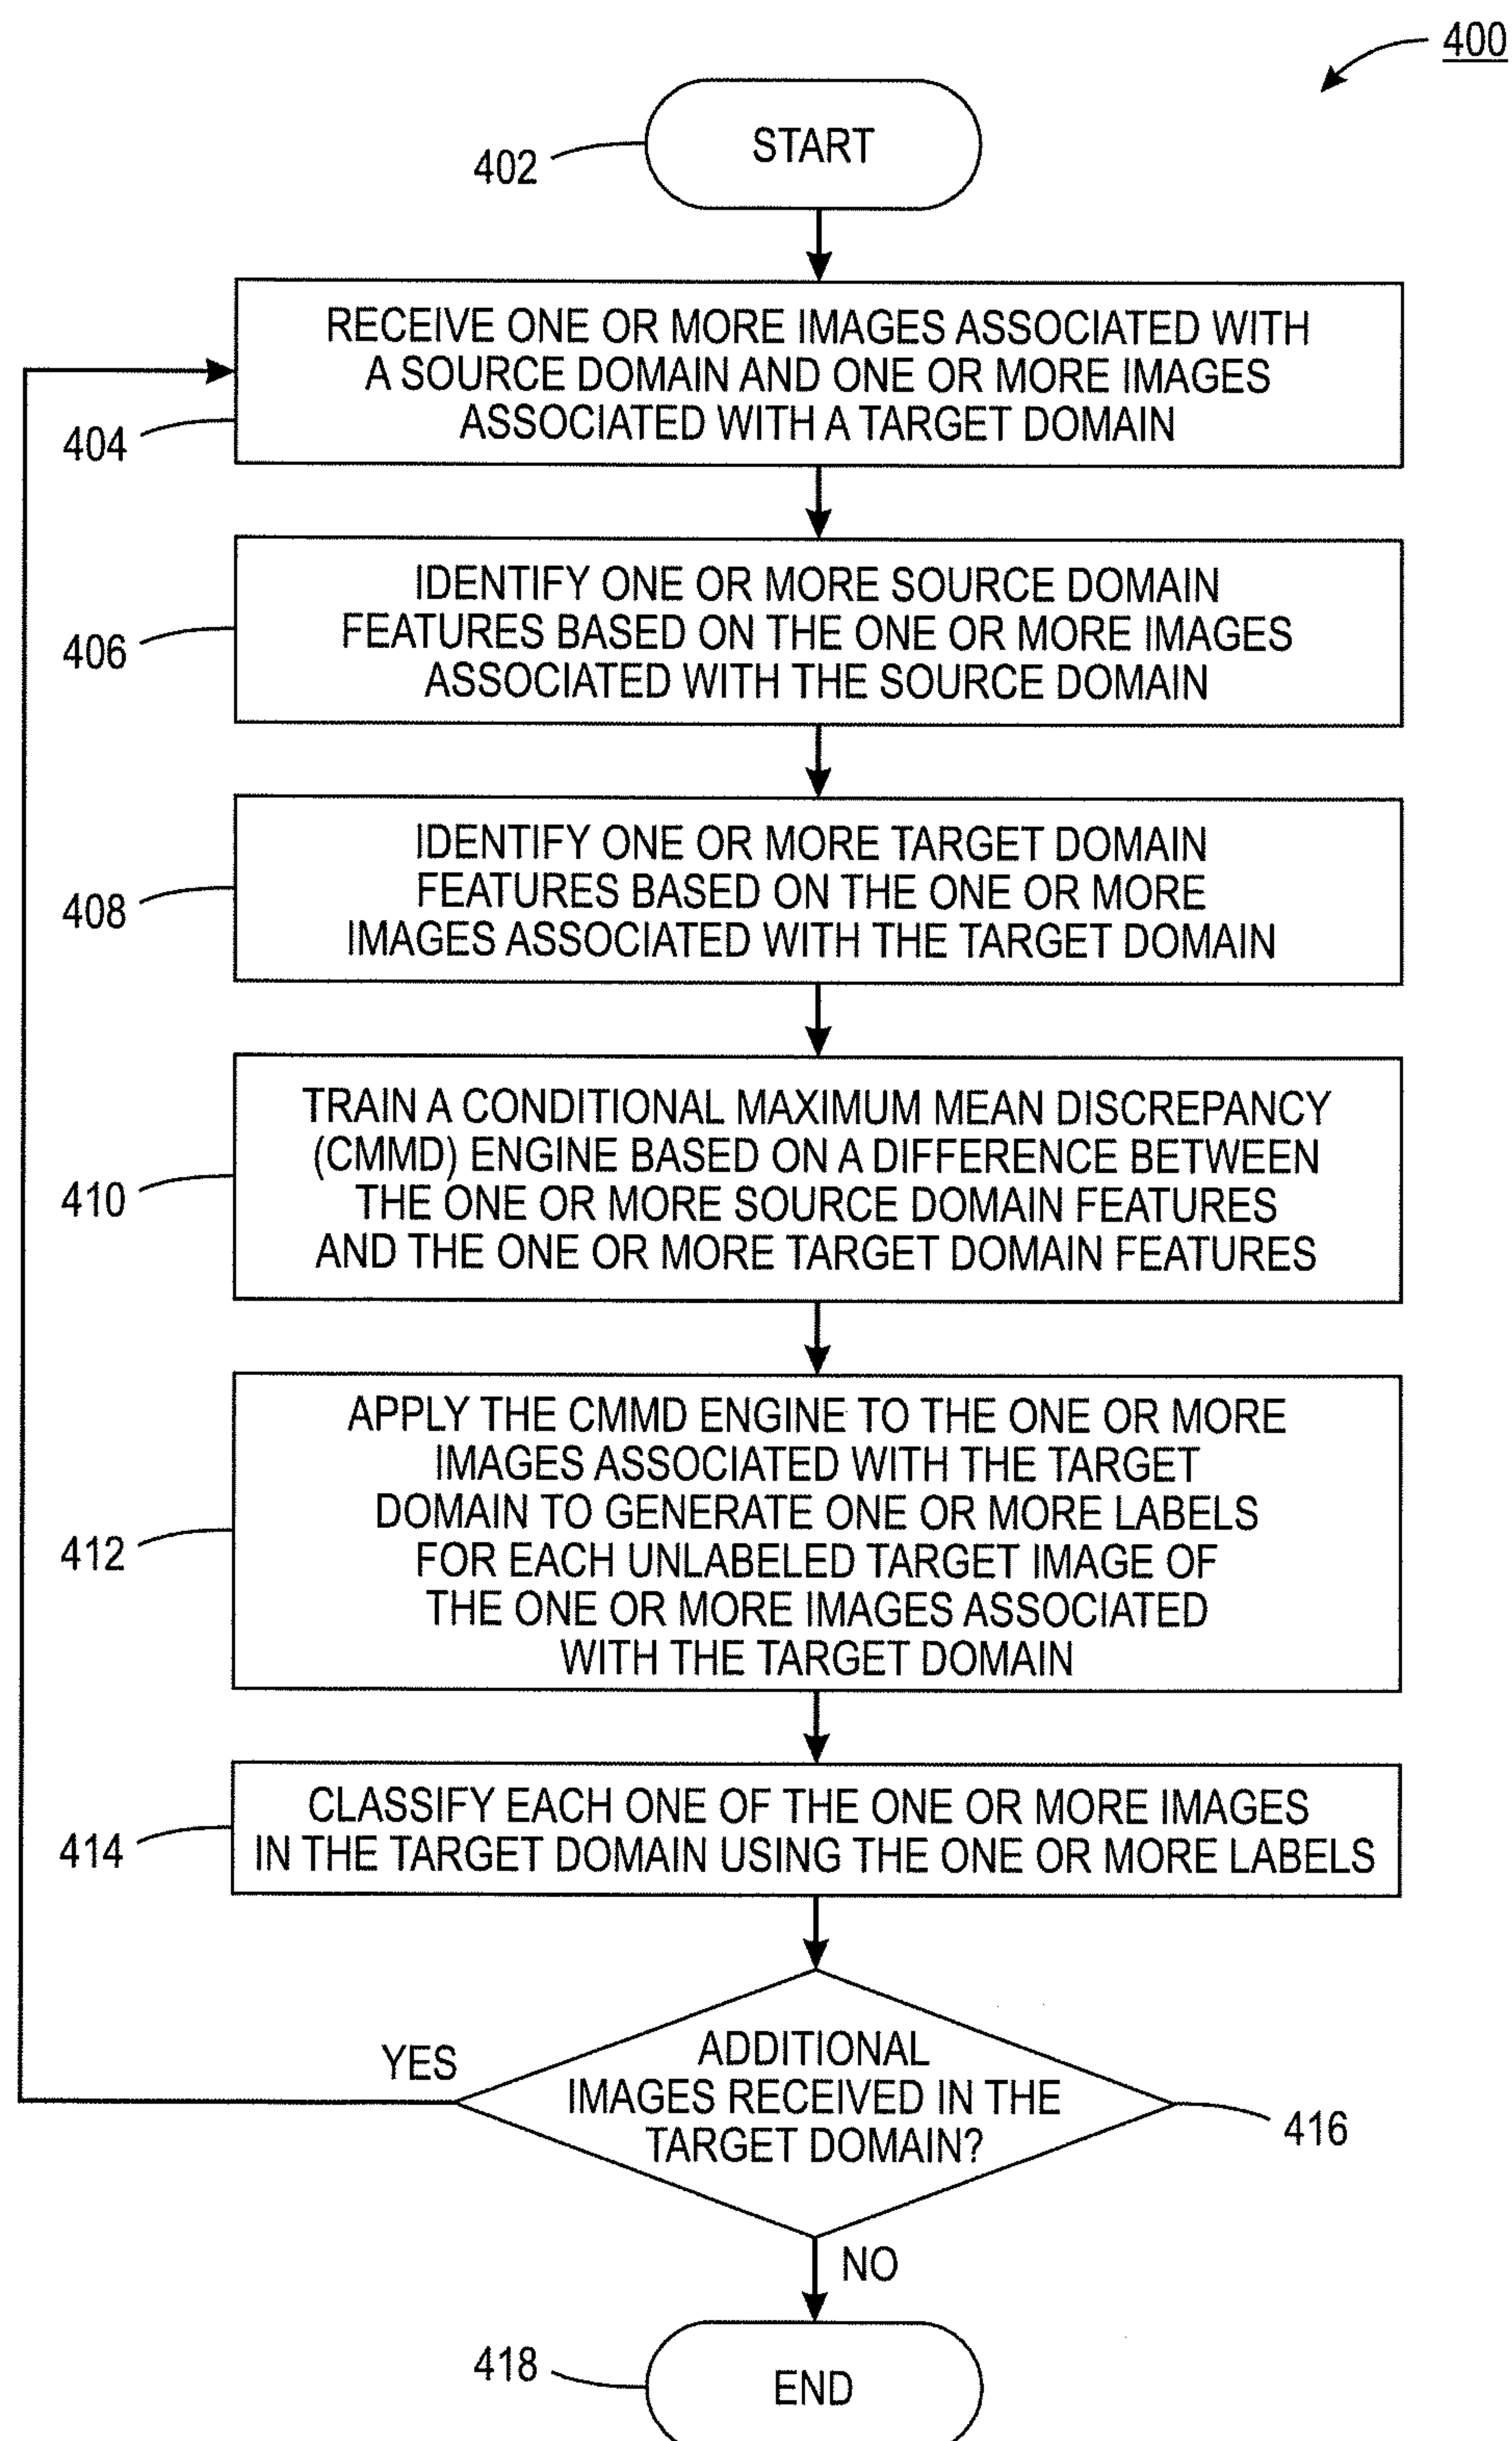 400
402
START
RECEIVE ONE OR MORE IMAGES ASSOCIATED WITH
A SOURCE DOMAIN AND ONE OR MORE IMAGES
ASSOCIATED WITH A TARGET DOMAIN
404
IDENTIFY ONE OR MORE SOURCE DOMAIN
FEATURES BASED ON THE ONE OR MORE IMAGES
ASSOCIATED WITH THE SOURCE DOMAIN
406
IDENTIFY ONE OR MORE TARGET DOMAIN
FEATURES BASED ON THE ONE OR MORE
IMAGES ASSOCIATED WITH THE TARGET DOMAIN
408
TRAIN A CONDITIONAL MAXIMUM MEAN DISCREPANCY
(CMMD) ENGINE BASED ON A DIFFERENCE BETWEEN
THE ONE OR MORE SOURCE DOMAIN FEATURES
AND THE ONE OR MORE TARGET DOMAIN FEATURES
410
APPLY THE CMMD ENGINE TO THE ONE OR MORE
IMAGES ASSOCIATED WITH THE TARGET
DOMAIN TO GENERATE ONE OR MORE LABELS
FOR EACH UNLABELED TARGET IMAGE OF
THE ONE OR MORE IMAGES ASSOCIATED
WITH THE TARGET DOMAIN
412
CLASSIFY EACH ONE OF THE ONE OR MORE IMAGES
IN THE TARGET DOMAIN USING THE ONE OR MORE LABELS
414
YES
ADDITIONAL
IMAGES RECEIVED IN THE
TARGET DOMAIN?
416
NO
418
END